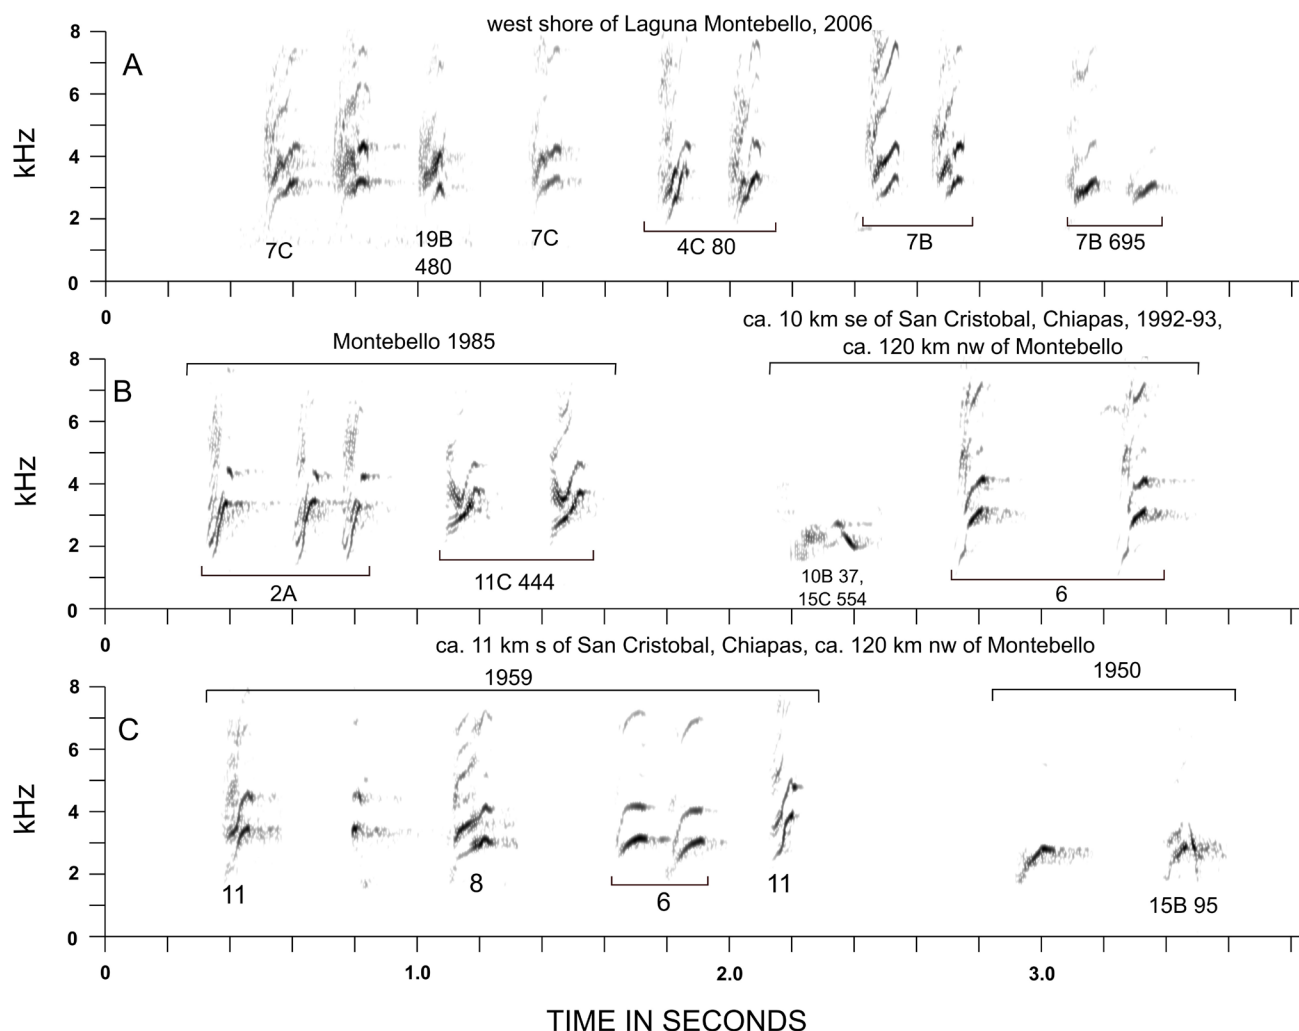 west shore of Laguna Montebello, 2006
8
A
6
kHz
4
2
7C
19B
480
7C
4C 80
7B
7B 695
0
0
ca. 10 km se of San Cristobal, Chiapas, 1992-93,
Montebello 1985
ca. 120 km nw of Montebello
8
B
6
kHz
4
2
2A
11C 444
10B 37,
15C 554
6
0
0
ca. 11 km s of San Cristobal, Chiapas, ca. 120 km nw of Montebello
1959
1950
8
C
6
kHz
4
2
11
8
6
11
15B 95
0
0 1.0 2.0 3.0
TIME IN SECONDS